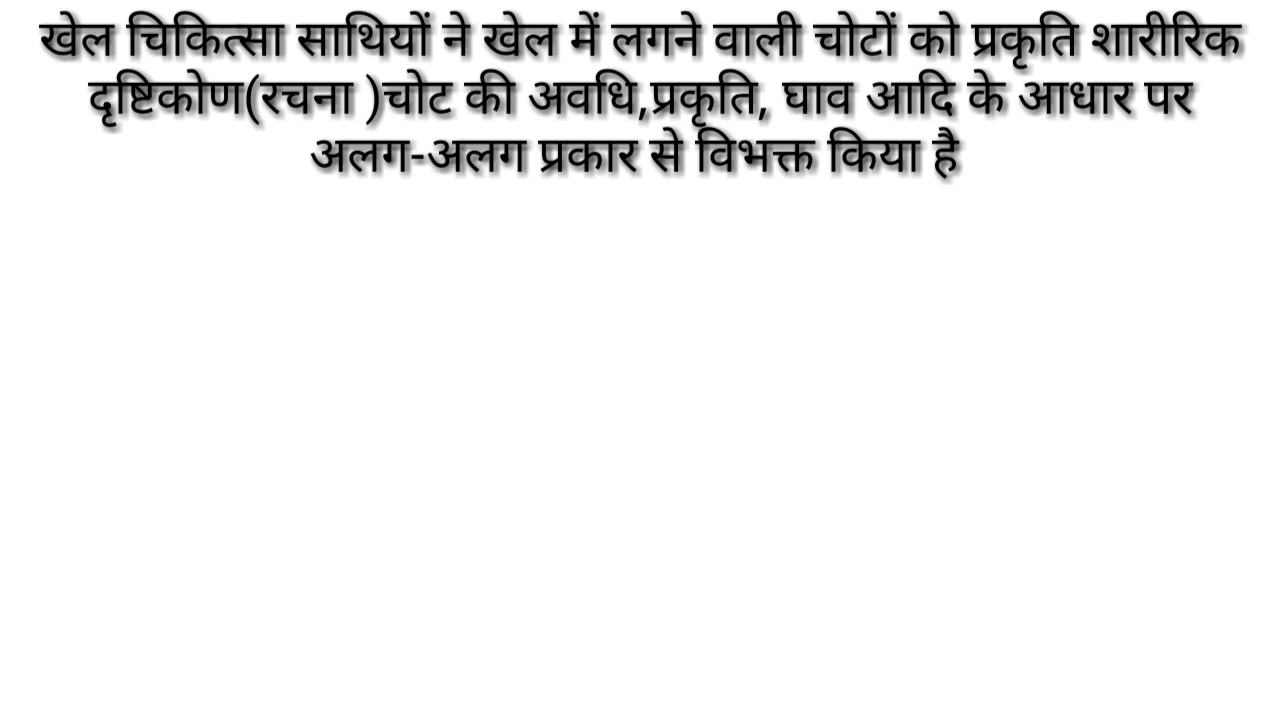 खेल चिकित्सा साथियों ने खेल में लगने वाली चोटों को प्रकृति शारीरिक
दृष्टिकोण(रचना )चोट की अवधि,प्रकृति, घाव आदि के आधार पर
अलग-अलग प्रकार से विभक्त किया है